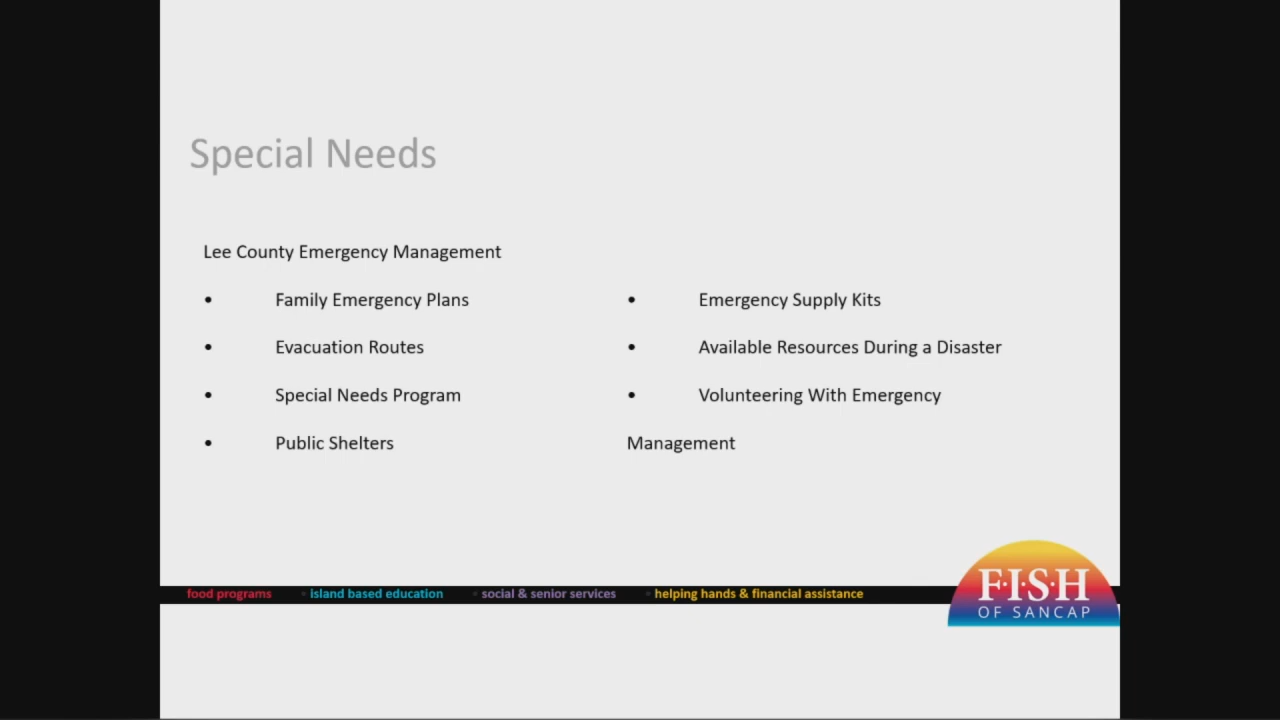 Special Needs
Lee County Emergency Management
• Family Emergency Plans
• Evacuation Routes
• Special Needs Program
• Public Shelters
• Emergency Supply Kits
• Available Resources During a Disaster
• Volunteering With Emergency
Management
food programs • island based education • social & senior services • helping hands & financial assistance
F·I·S·H
OF SANCAP